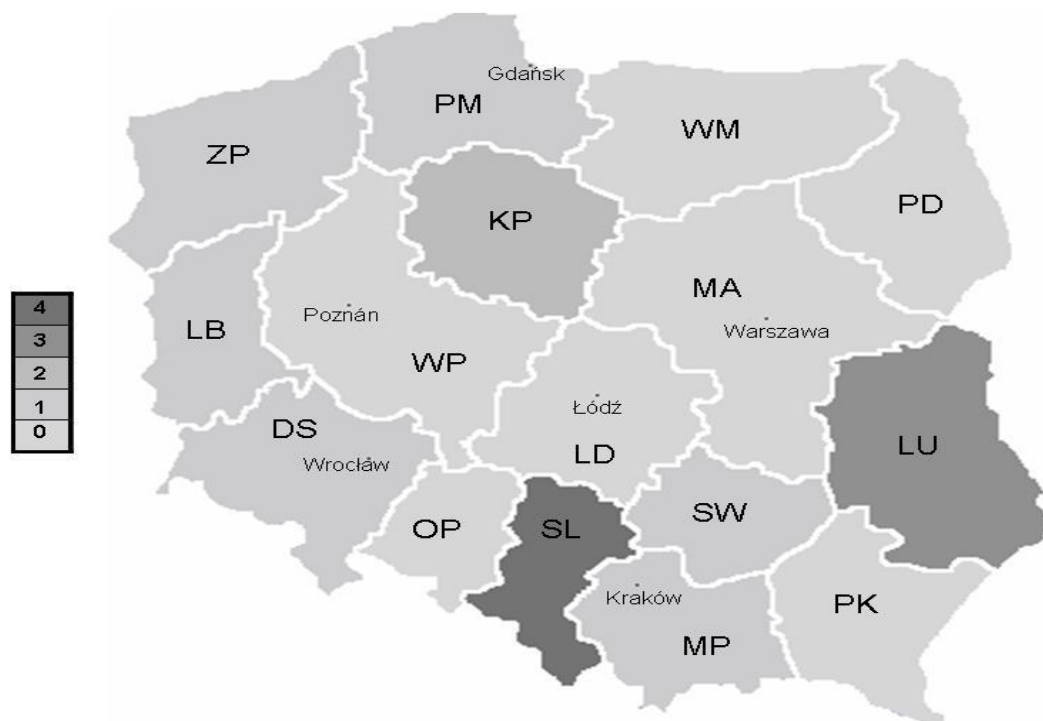 Gdańsk
PM
WM
ZP
PD
KP
MA
4
3
2
1
0
Poznán
Warszawa
LB
WP
Łódź
DS
LU
Wrocław
LD
SW
OP
SL
Kraków
PK
MP